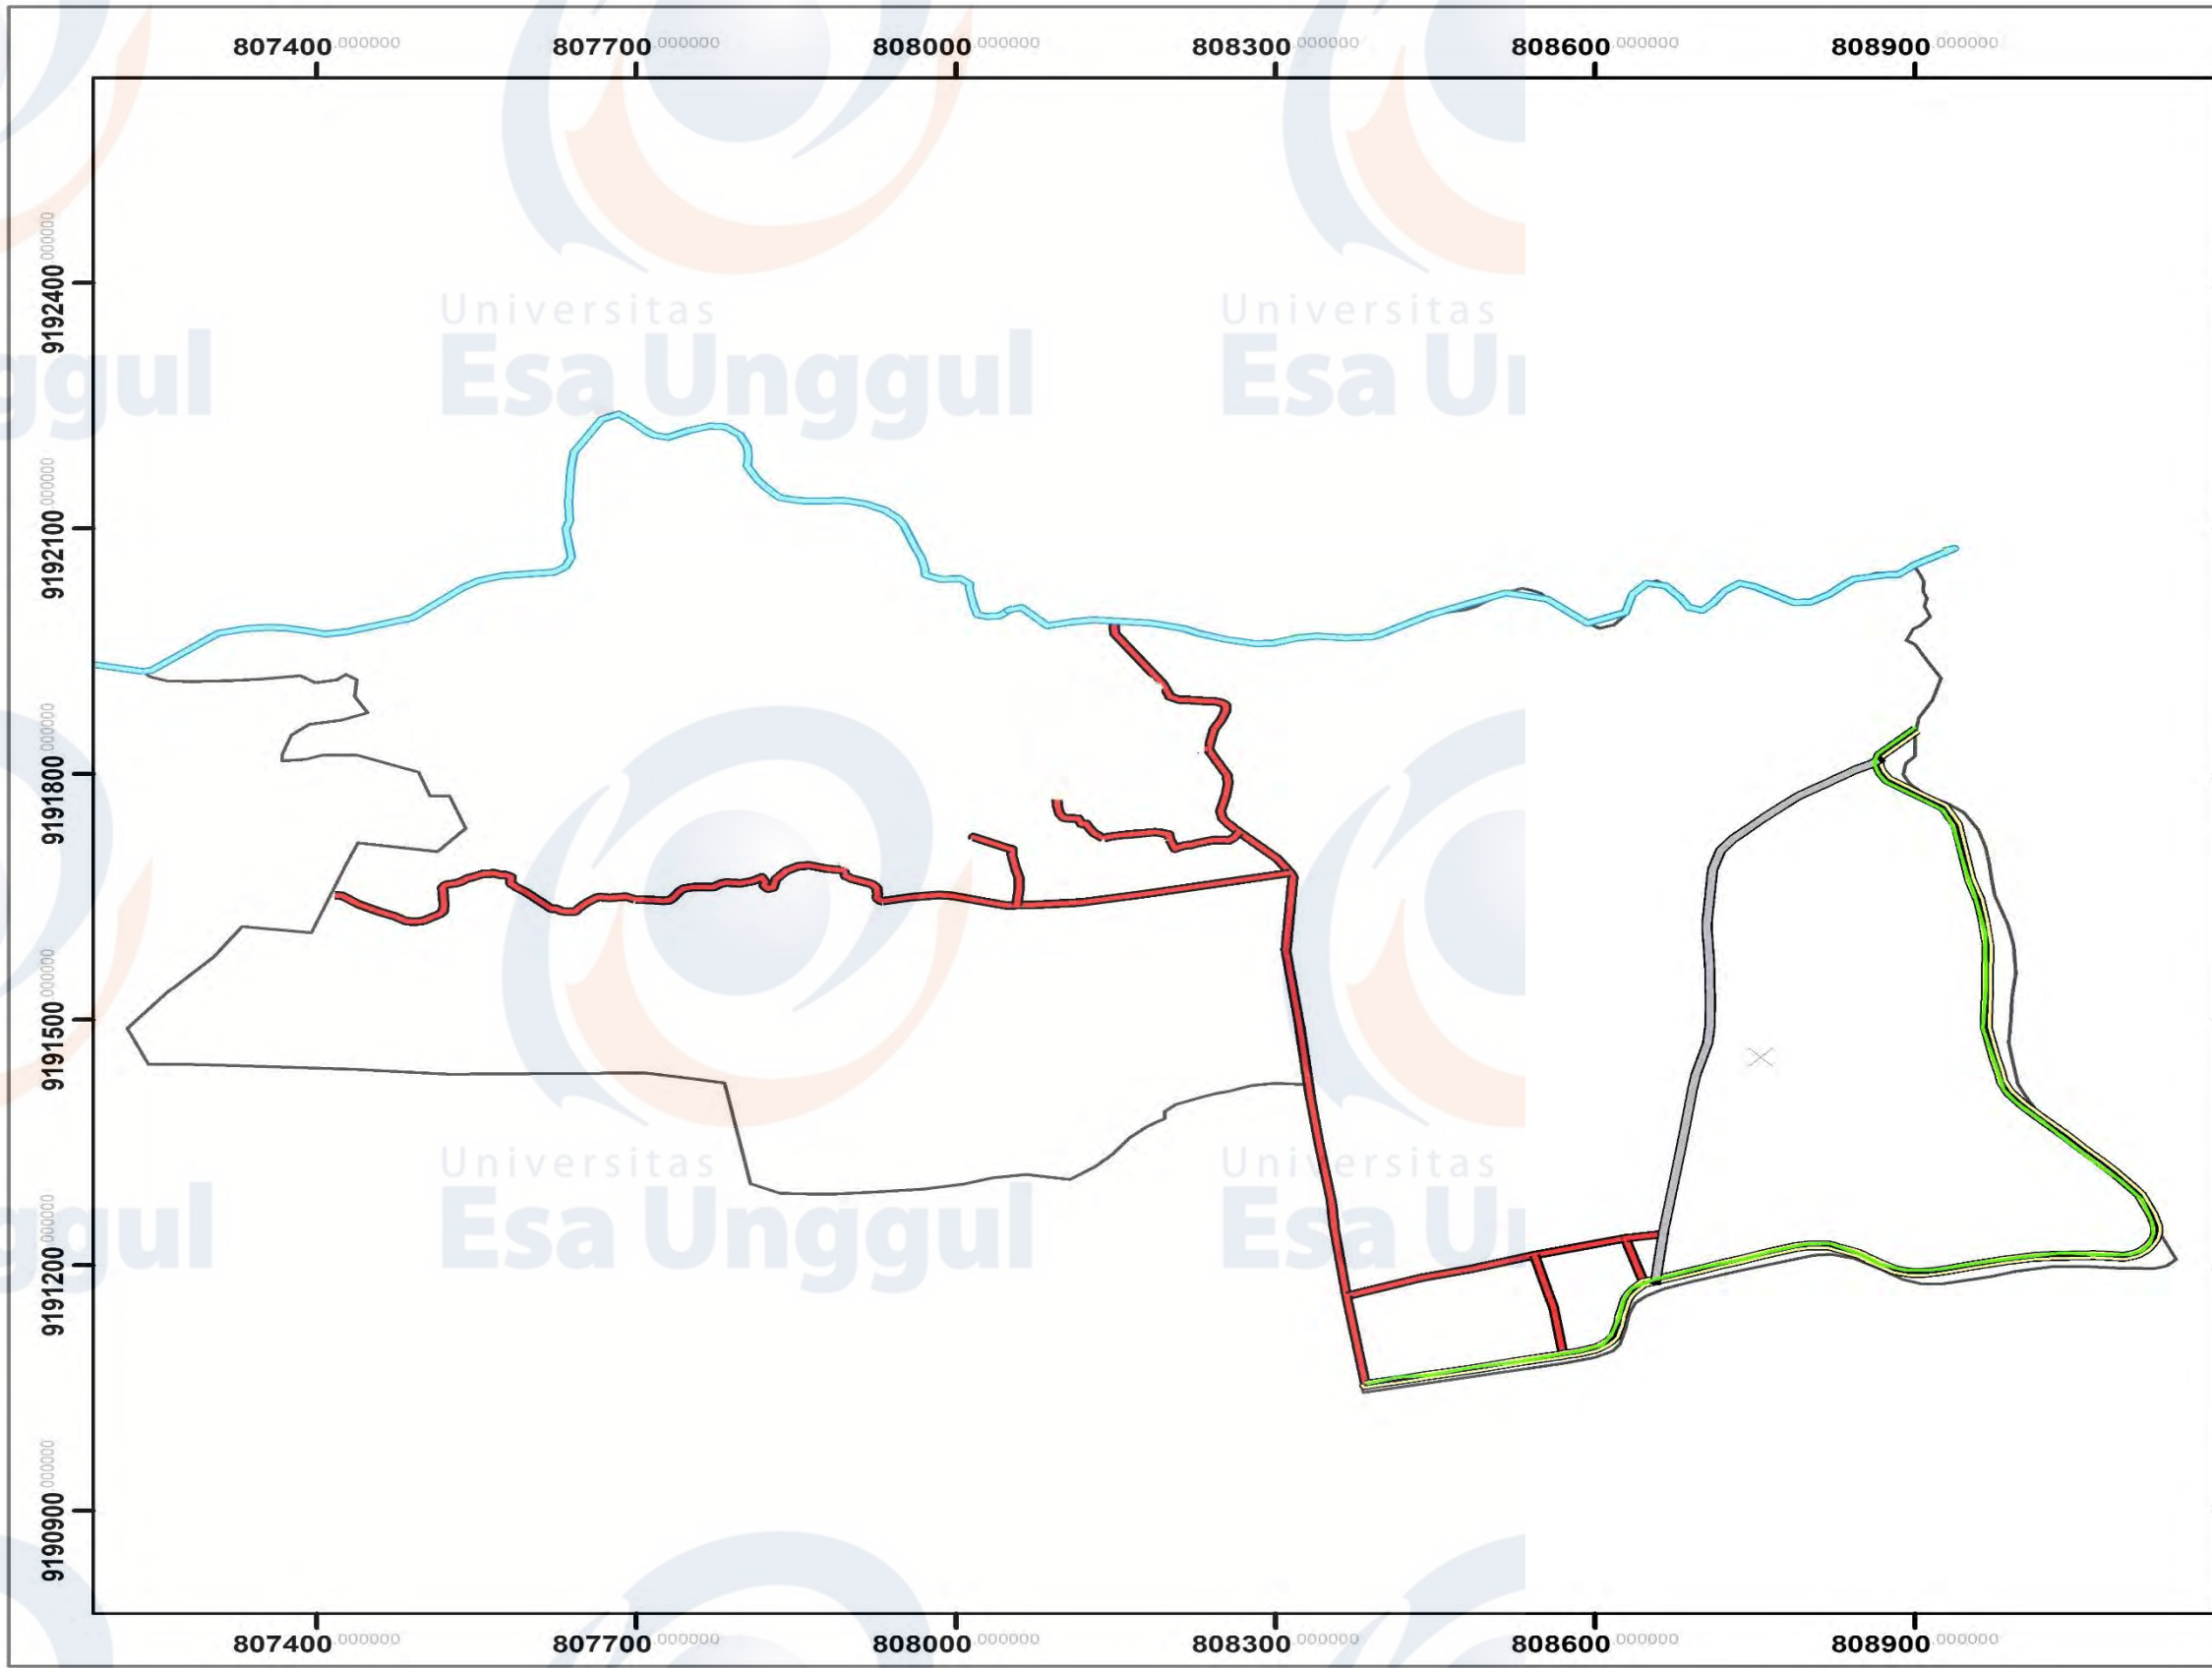 807400.000000 807700.000000 808000.000000 808300.000000 808600.000000 808900.000000
9192400.000000
Universitas Universitas
ggul Esa Unggul Esa U
9192100.000000
9191800.000000
9191500.000000
Universitas Universitas
ggul Esa Unggul Esa U
9191200.000000
9190900.000000
807400.000000 807700.000000 808000.000000 808300.000000 808600.000000 808900.000000